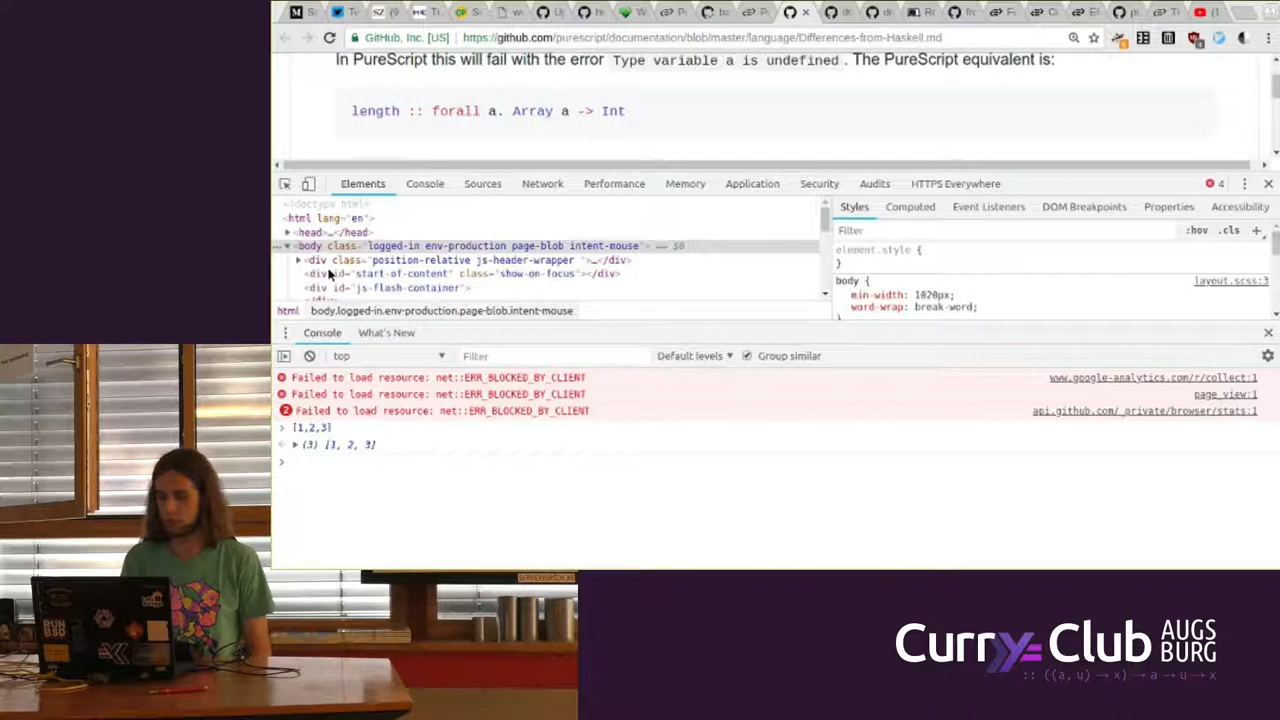 GitHub, Inc. [US] https://github.com/purescript/documentation/blob/master/language/Differences-from-Haskell.md
In PureScript this will fail with the error Type variable a is undefined . The PureScript equivalent is:
length :: forall a. Array a -> Int
Elements Console Sources Network Performance Memory Application Security Audits HTTPS Everywhere 4
<!doctype html>
<html lang="en">
<head>…</head>
<body class="logged-in env-production page-blob intent-mouse"> == $0
<div class="position-relative js-header-wrapper ">…</div>
<div id="start-of-content" class="show-on-focus"></div>
<div id="js-flash-container">
</div>
html body.logged-in.env-production.page-blob.intent-mouse
Styles Computed Event Listeners DOM Breakpoints Properties Accessibility
Filter :hov .cls +
element.style {
}
body { layout.scss:3
min-width: 1020px;
word-wrap: break-word;
Console What's New
top Filter Default levels Group similar
Failed to load resource: net::ERR_BLOCKED_BY_CLIENT www.google-analytics.com/r/collect:1
Failed to load resource: net::ERR_BLOCKED_BY_CLIENT page_view:1
2 Failed to load resource: net::ERR_BLOCKED_BY_CLIENT api.github.com/_private/browser/stats:1
> [1,2,3]
(3) [1, 2, 3]
>
RUN
BSD
SERVIERVORSCHLAG
Curry Club AUGS
BURG
:: ((a, u) → x) → a → u → x